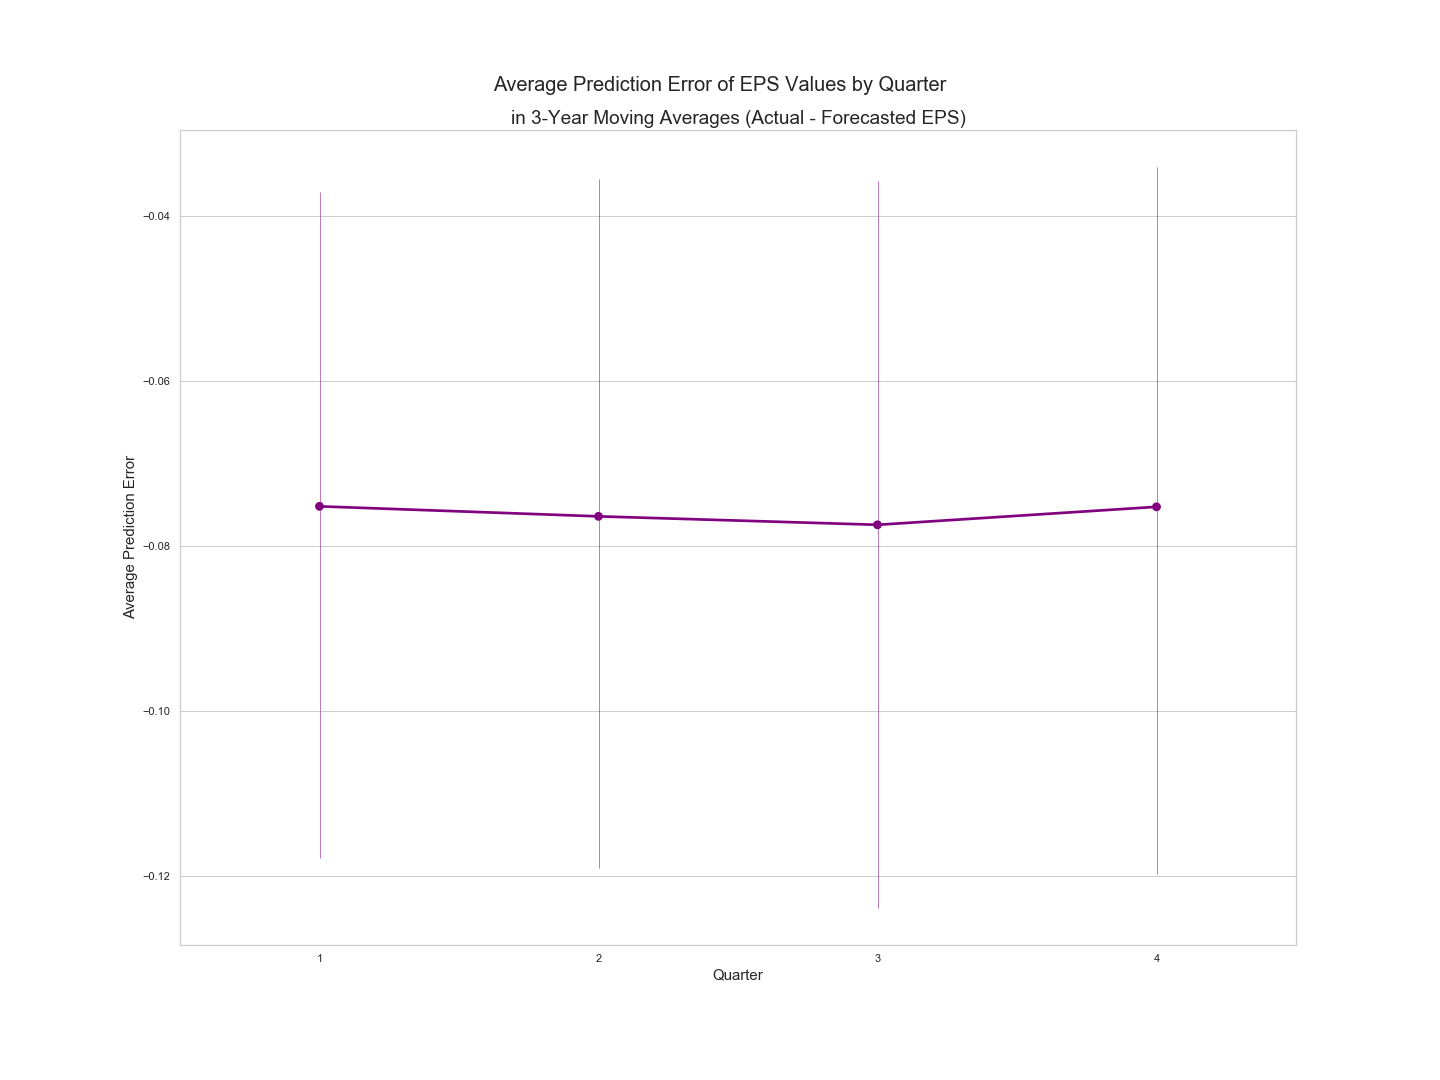 Average Prediction Error of EPS Values by Quarter
in 3-Year Moving Averages (Actual - Forecasted EPS)
−0.04
−0.06
−0.08
−0.10
−0.12
Average Prediction Error
1 2 3 4
Quarter